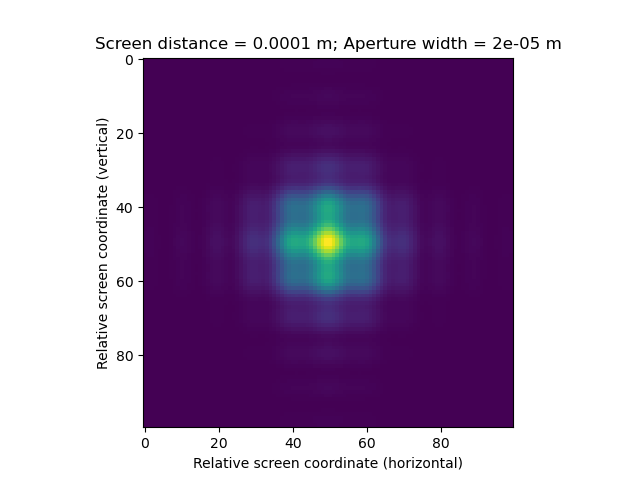 Screen distance = 0.0001 m; Aperture width = 2e-05 m
0
20
40
60
80
Relative screen coordinate (vertical)
0 20 40 60 80
Relative screen coordinate (horizontal)